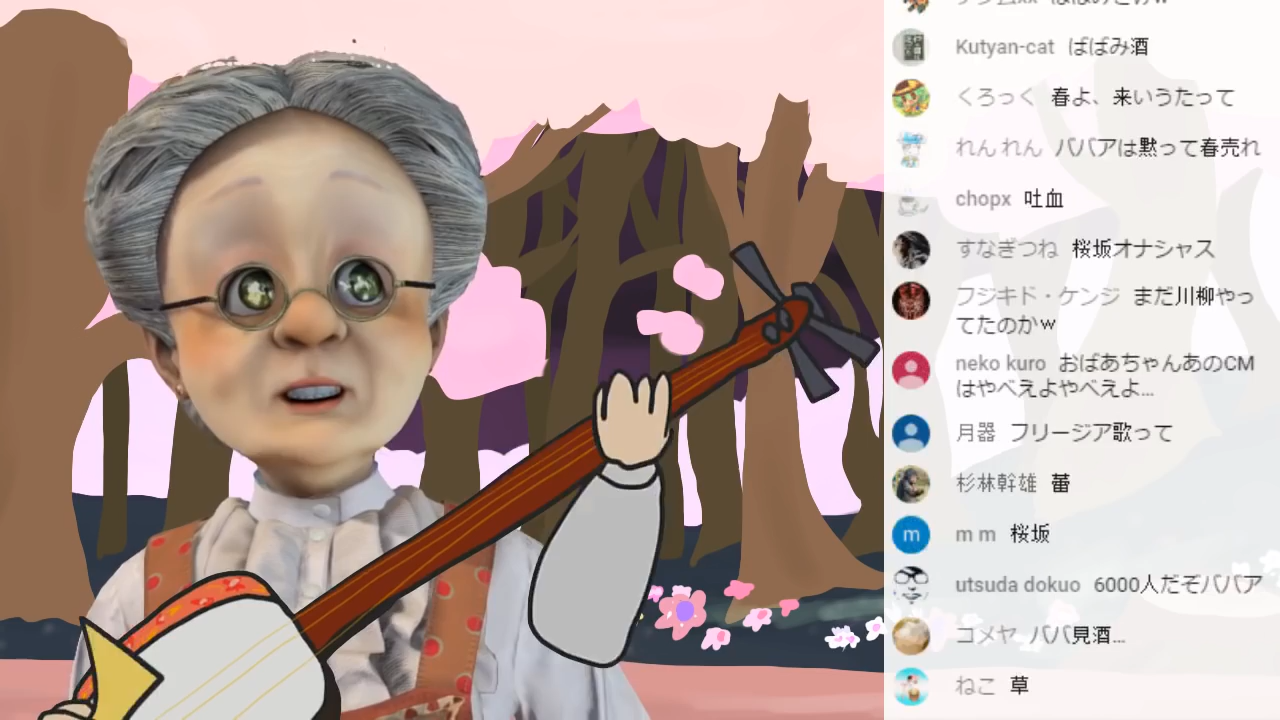 Kutyan-cat ばばみ酒
くろっく 春よ、来いうたって
れんれん ババアは黙って春売れ
chopx 吐血
すなぎつね 桜坂オナシャス
フジキド・ケンジ まだ川柳やっ
てたのかw
neko kuro おばあちゃんあのCM
はやべえよやべえよ...
月器 フリージア歌って
杉林幹雄 蕾
m
m m 桜坂
utsuda dokuo 6000人だぞババア
コメヤ ババ見酒...
ねこ 草